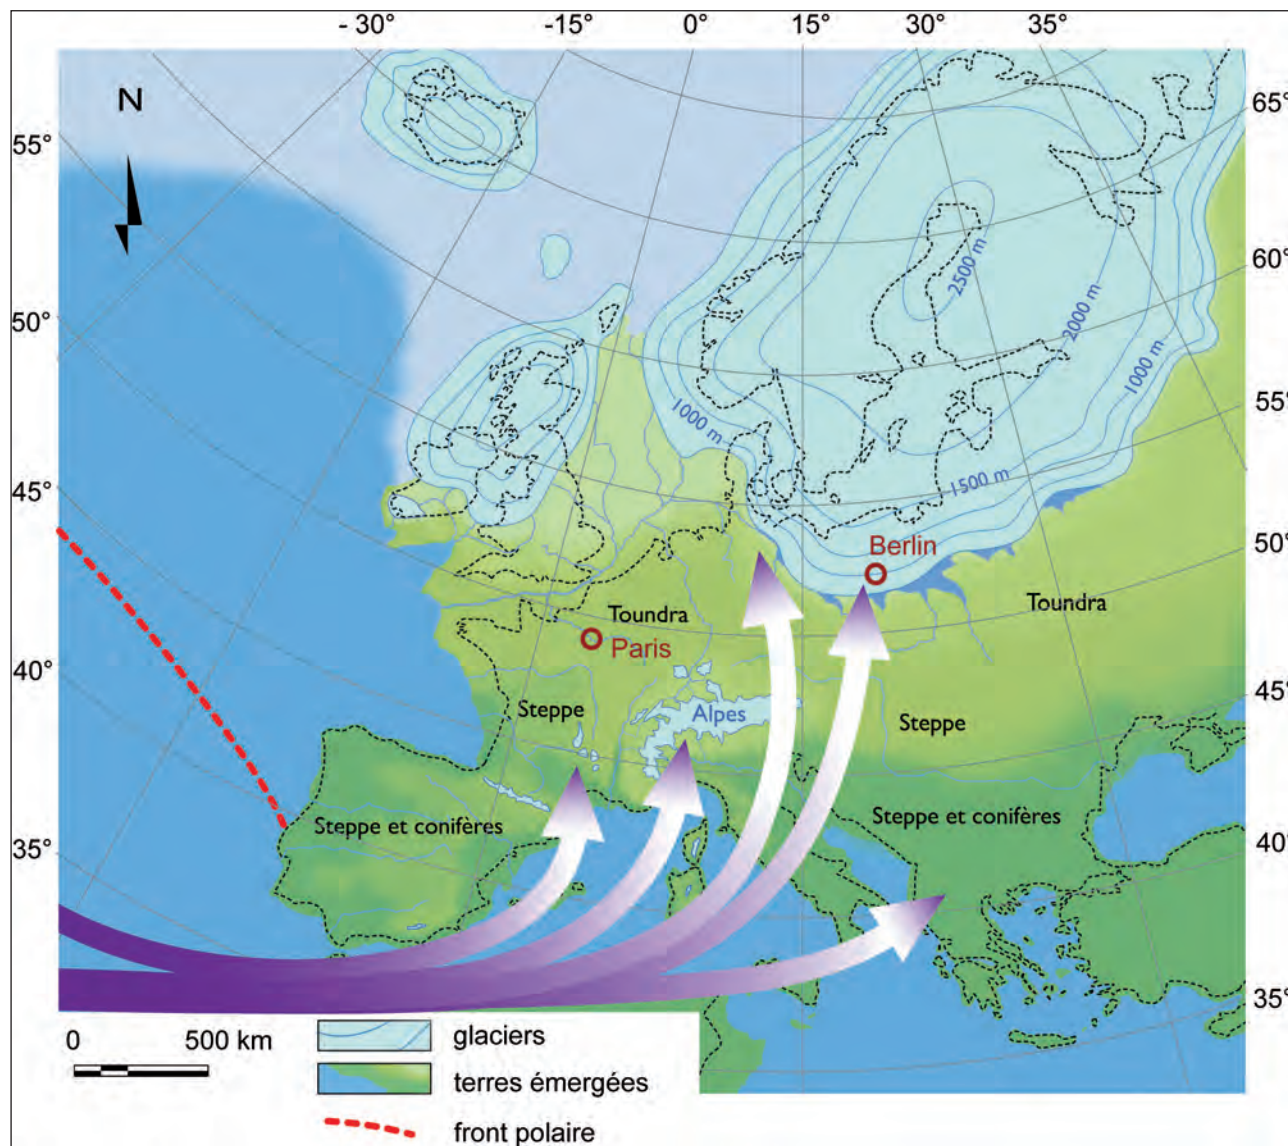 - 30°
-15°
0°
15°
30°
35°
N
55°
50°
45°
40°
35°
65°
60°
55°
50°
45°
40°
35°
2500 m
2000 m
1000 m
1000 m
1500 m
Berlin
Toundra
Toundra
Paris
Steppe
Alpes
Steppe
Steppe et conifères
Steppe et conifères
0 500 km
glaciers
terres émergées
front polaire